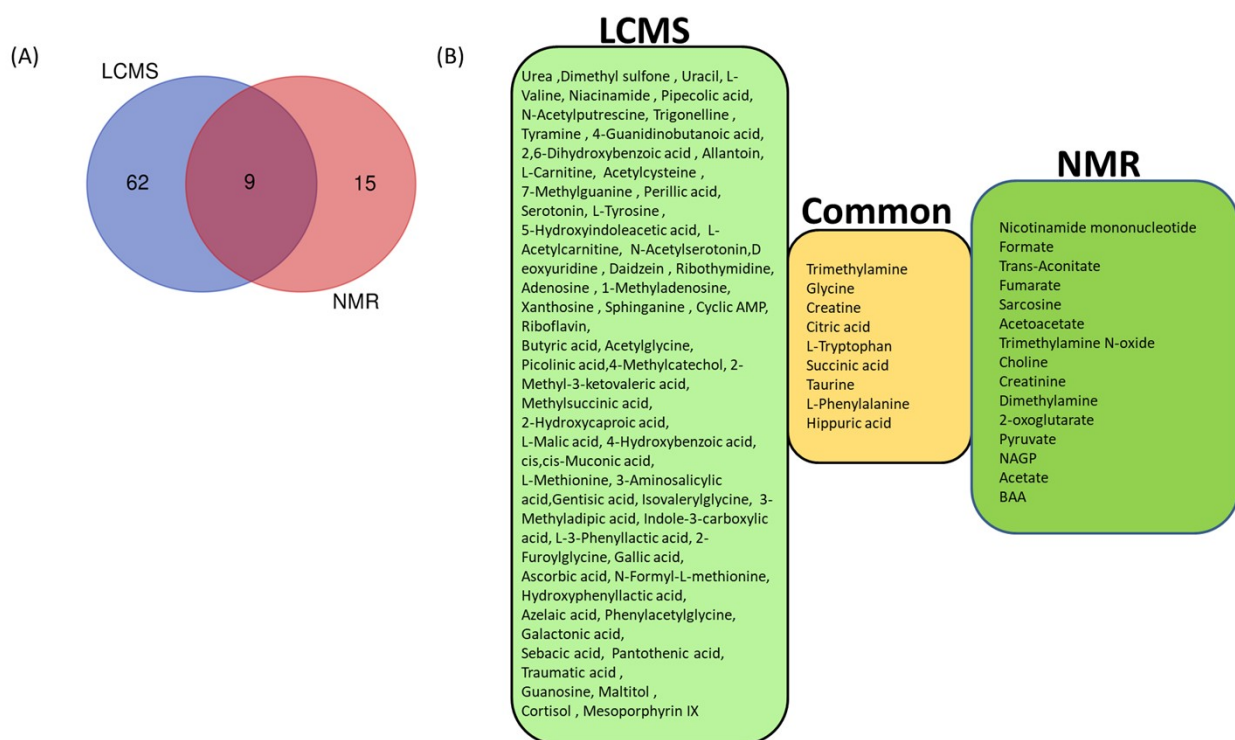 (A)
LCMS
62
9
15
NMR
(B)
LCMS
Urea ,Dimethyl sulfone , Uracil, L-
Valine, Niacinamide , Pipecolic acid,
N-Acetylputrescine, Trigonelline ,
Tyramine , 4-Guanidinobutanoic acid,
2,6-Dihydroxybenzoic acid , Allantoin,
L-Carnitine, Acetylcysteine ,
7-Methylguanine , Perillic acid,
Serotonin, L-Tyrosine ,
5-Hydroxyindoleacetic acid, L-
Acetylcarnitine, N-Acetylserotonin,D
eoxyuridine , Daidzein , Ribothymidine,
Adenosine , 1-Methyladenosine,
Xanthosine , Sphinganine , Cyclic AMP,
Riboflavin,
Butyric acid, Acetylglycine,
Picolinic acid,4-Methylcatechol, 2-
Methyl-3-ketovaleric acid,
Methylsuccinic acid,
2-Hydroxycaproic acid,
L-Malic acid, 4-Hydroxybenzoic acid,
cis,cis-Muconic acid,
L-Methionine, 3-Aminosalicylic
acid,Gentisic acid, Isovalerylglycine, 3-
Methyladipic acid, Indole-3-carboxylic
acid, L-3-Phenyllactic acid, 2-
Furoylglycine, Gallic acid,
Ascorbic acid, N-Formyl-L-methionine,
Hydroxyphenyllactic acid,
Azelaic acid, Phenylacetylglycine,
Galactonic acid,
Sebacic acid, Pantothenic acid,
Traumatic acid ,
Guanosine, Maltitol ,
Cortisol , Mesoporphyrin IX
Common
Trimethylamine
Glycine
Creatine
Citric acid
L-Tryptophan
Succinic acid
Taurine
L-Phenylalanine
Hippuric acid
NMR
Nicotinamide mononucleotide
Formate
Trans-Aconitate
Fumarate
Sarcosine
Acetoacetate
Trimethylamine N-oxide
Choline
Creatinine
Dimethylamine
2-oxoglutarate
Pyruvate
NAGP
Acetate
BAA